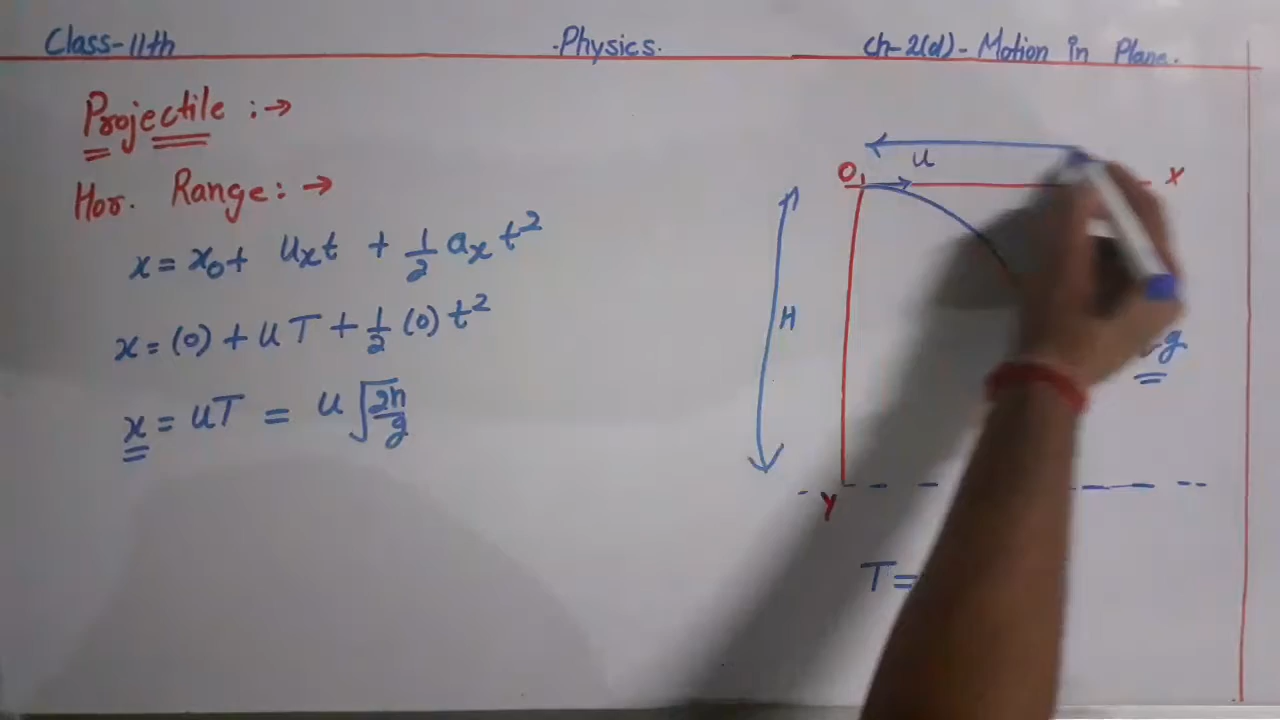 Class-11th Physics. Ch-2(d)- Motion in Plane.
Projectile :→
Hor. Range: →
x = x₀ + uₓt + 1/2 aₓ t²
x = (0) + uT + 1/2 (0) t²
x = uT = u √(2h/g)
O u X
H
g
Y
T=